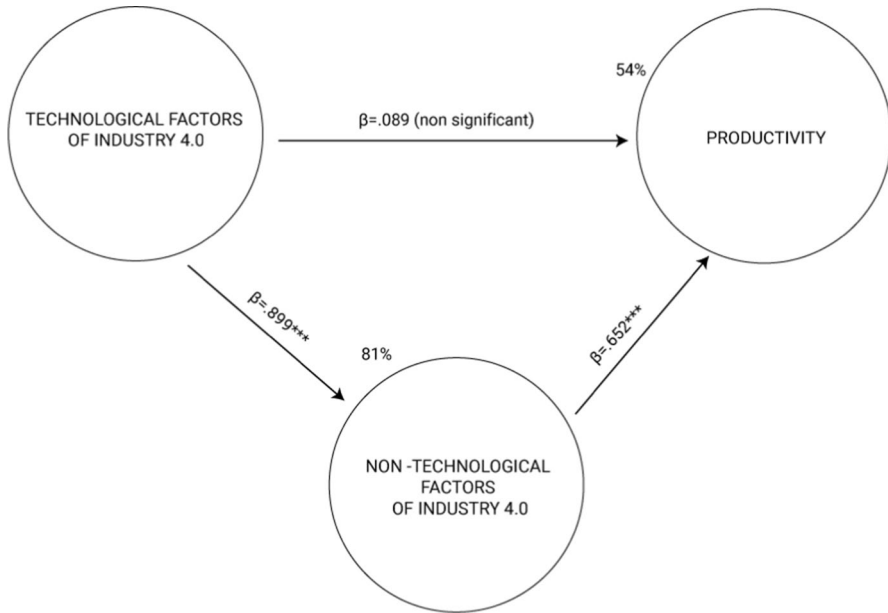 54%
TECHNOLOGICAL FACTORS
OF INDUSTRY 4.0
β=.089 (non significant)
PRODUCTIVITY
β=.899***
β=.652***
81%
NON -TECHNOLOGICAL
FACTORS
OF INDUSTRY 4.0